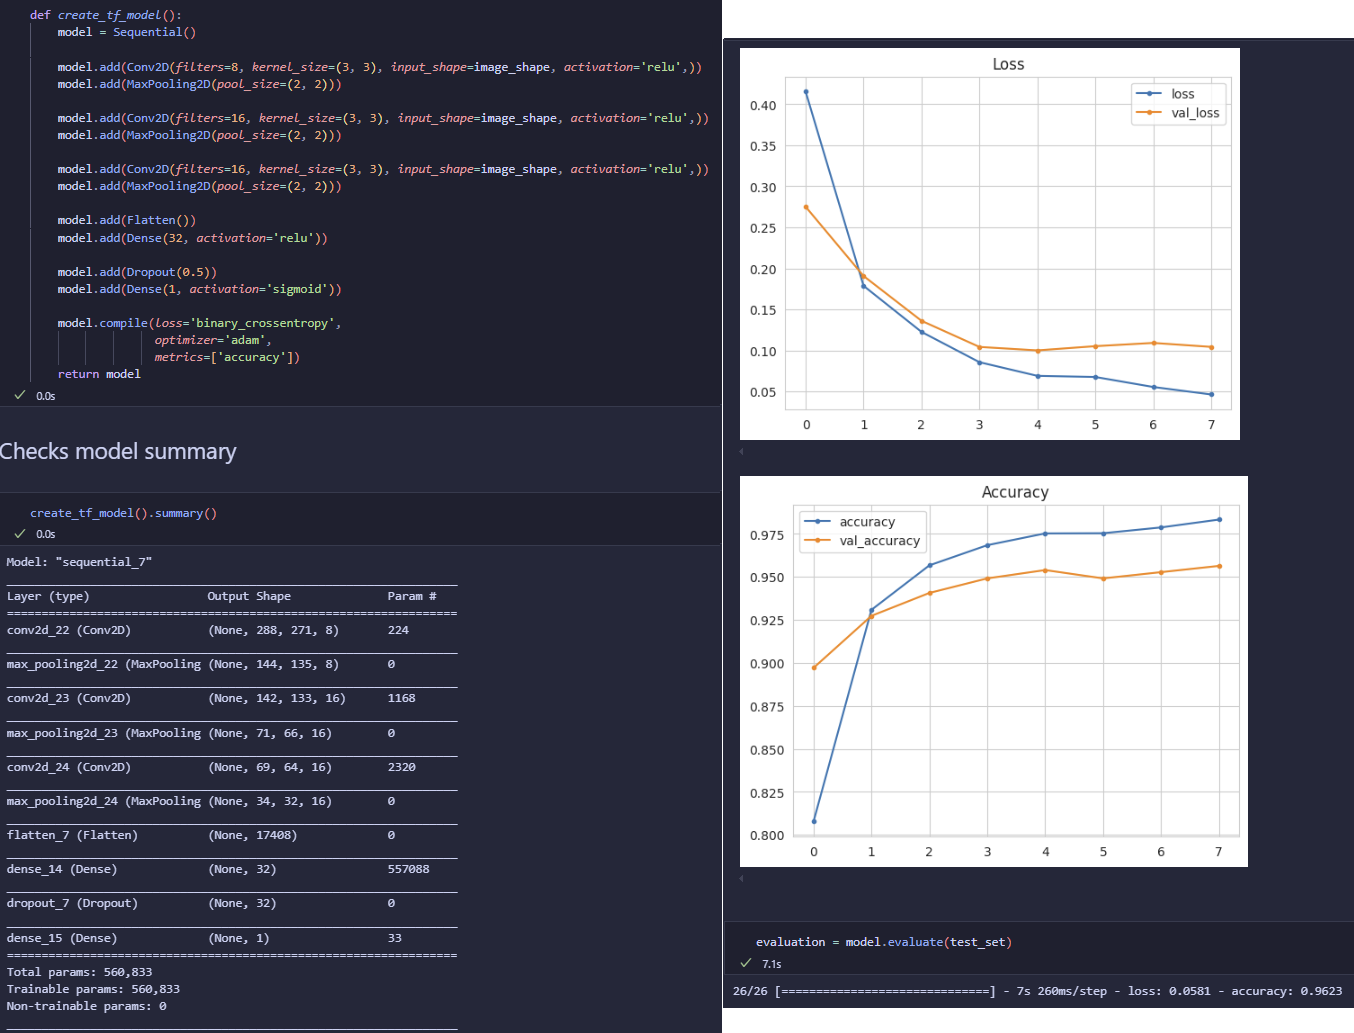 def create_tf_model():
model = Sequential()
model.add(Conv2D(filters=8, kernel_size=(3, 3), input_shape=image_shape, activation='relu',))
model.add(MaxPooling2D(pool_size=(2, 2)))
model.add(Conv2D(filters=16, kernel_size=(3, 3), input_shape=image_shape, activation='relu',))
model.add(MaxPooling2D(pool_size=(2, 2)))
model.add(Conv2D(filters=16, kernel_size=(3, 3), input_shape=image_shape, activation='relu',))
model.add(MaxPooling2D(pool_size=(2, 2)))
model.add(Flatten())
model.add(Dense(32, activation='relu'))
model.add(Dropout(0.5))
model.add(Dense(1, activation='sigmoid'))
model.compile(loss='binary_crossentropy',
optimizer='adam',
metrics=['accuracy'])
return model
0.0s
Checks model summary
create_tf_model().summary()
0.0s
Model: "sequential_7"
Layer (type) Output Shape Param #
conv2d_22 (Conv2D) (None, 288, 271, 8) 224
max_pooling2d_22 (MaxPooling (None, 144, 135, 8) 0
conv2d_23 (Conv2D) (None, 142, 133, 16) 1168
max_pooling2d_23 (MaxPooling (None, 71, 66, 16) 0
conv2d_24 (Conv2D) (None, 69, 64, 16) 2320
max_pooling2d_24 (MaxPooling (None, 34, 32, 16) 0
flatten_7 (Flatten) (None, 17408) 0
dense_14 (Dense) (None, 32) 557088
dropout_7 (Dropout) (None, 32) 0
dense_15 (Dense) (None, 1) 33
Total params: 560,833
Trainable params: 560,833
Non-trainable params: 0
Loss
loss
val_loss
0.40
0.35
0.30
0.25
0.20
0.15
0.10
0.05
0 1 2 3 4 5 6 7
Accuracy
accuracy
val_accuracy
0.975
0.950
0.925
0.900
0.875
0.850
0.825
0.800
0 1 2 3 4 5 6 7
evaluation = model.evaluate(test_set)
7.1s
26/26 [==============================] - 7s 260ms/step - loss: 0.0581 - accuracy: 0.9623